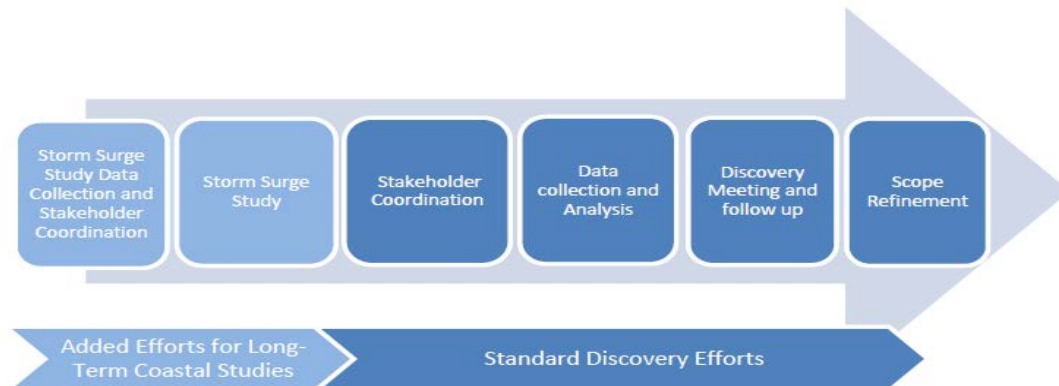 Storm Surge
Study Data
Collection and
Stakeholder
Coordination
Storm Surge
Study
Stakeholder
Coordination
Data
collection and
Analysis
Discovery
Meeting and
follow up
Scope
Refinement
Added Efforts for Long-
Term Coastal Studies
Standard Discovery Efforts